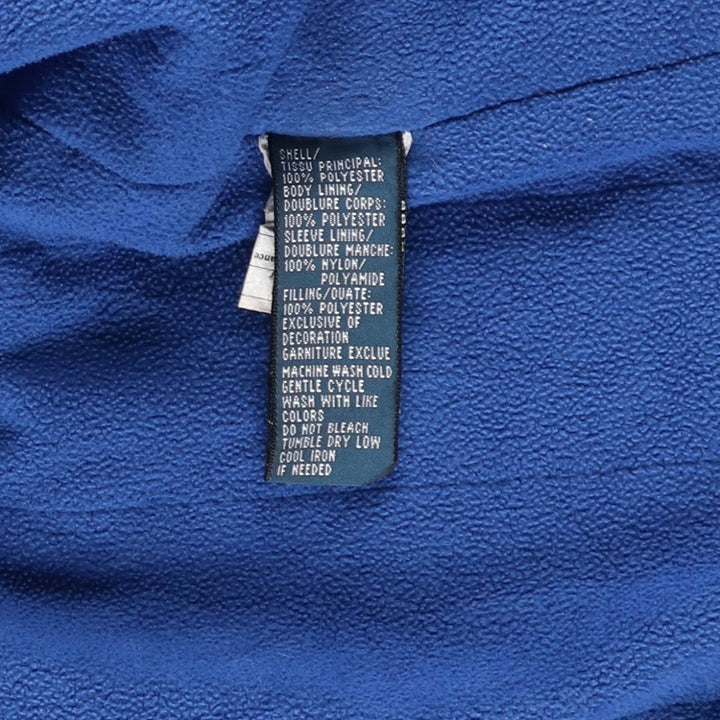 SHELL/
TISSU PRINCIPAL:
100% POLYESTER
BODY LINING/
DOUBLURE CORPS:
100% POLYESTER
SLEEVE LINING/
DOUBLURE MANCHE:
100% NYLON/
POLYAMIDE
FILLING/OUATE:
100% POLYESTER
EXCLUSIVE OF
DECORATION
GARNITURE EXCLUE
MACHINE WASH COLD
GENTLE CYCLE
WASH WITH LIKE
COLORS
DO NOT BLEACH
TUMBLE DRY LOW
COOL IRON
IF NEEDED